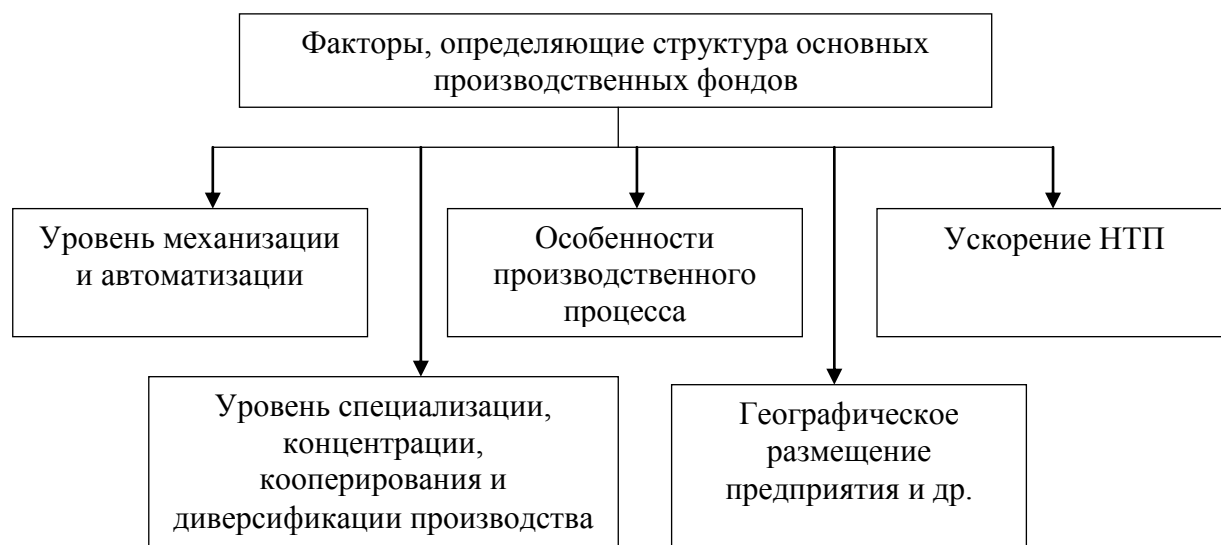 Факторы, определяющие структура основных
производственных фондов
Уровень механизации
и автоматизации
Особенности
производственного
процесса
Ускорение НТП
Уровень специализации,
концентрации,
кооперирования и
диверсификации производства
Географическое
размещение
предприятия и др.